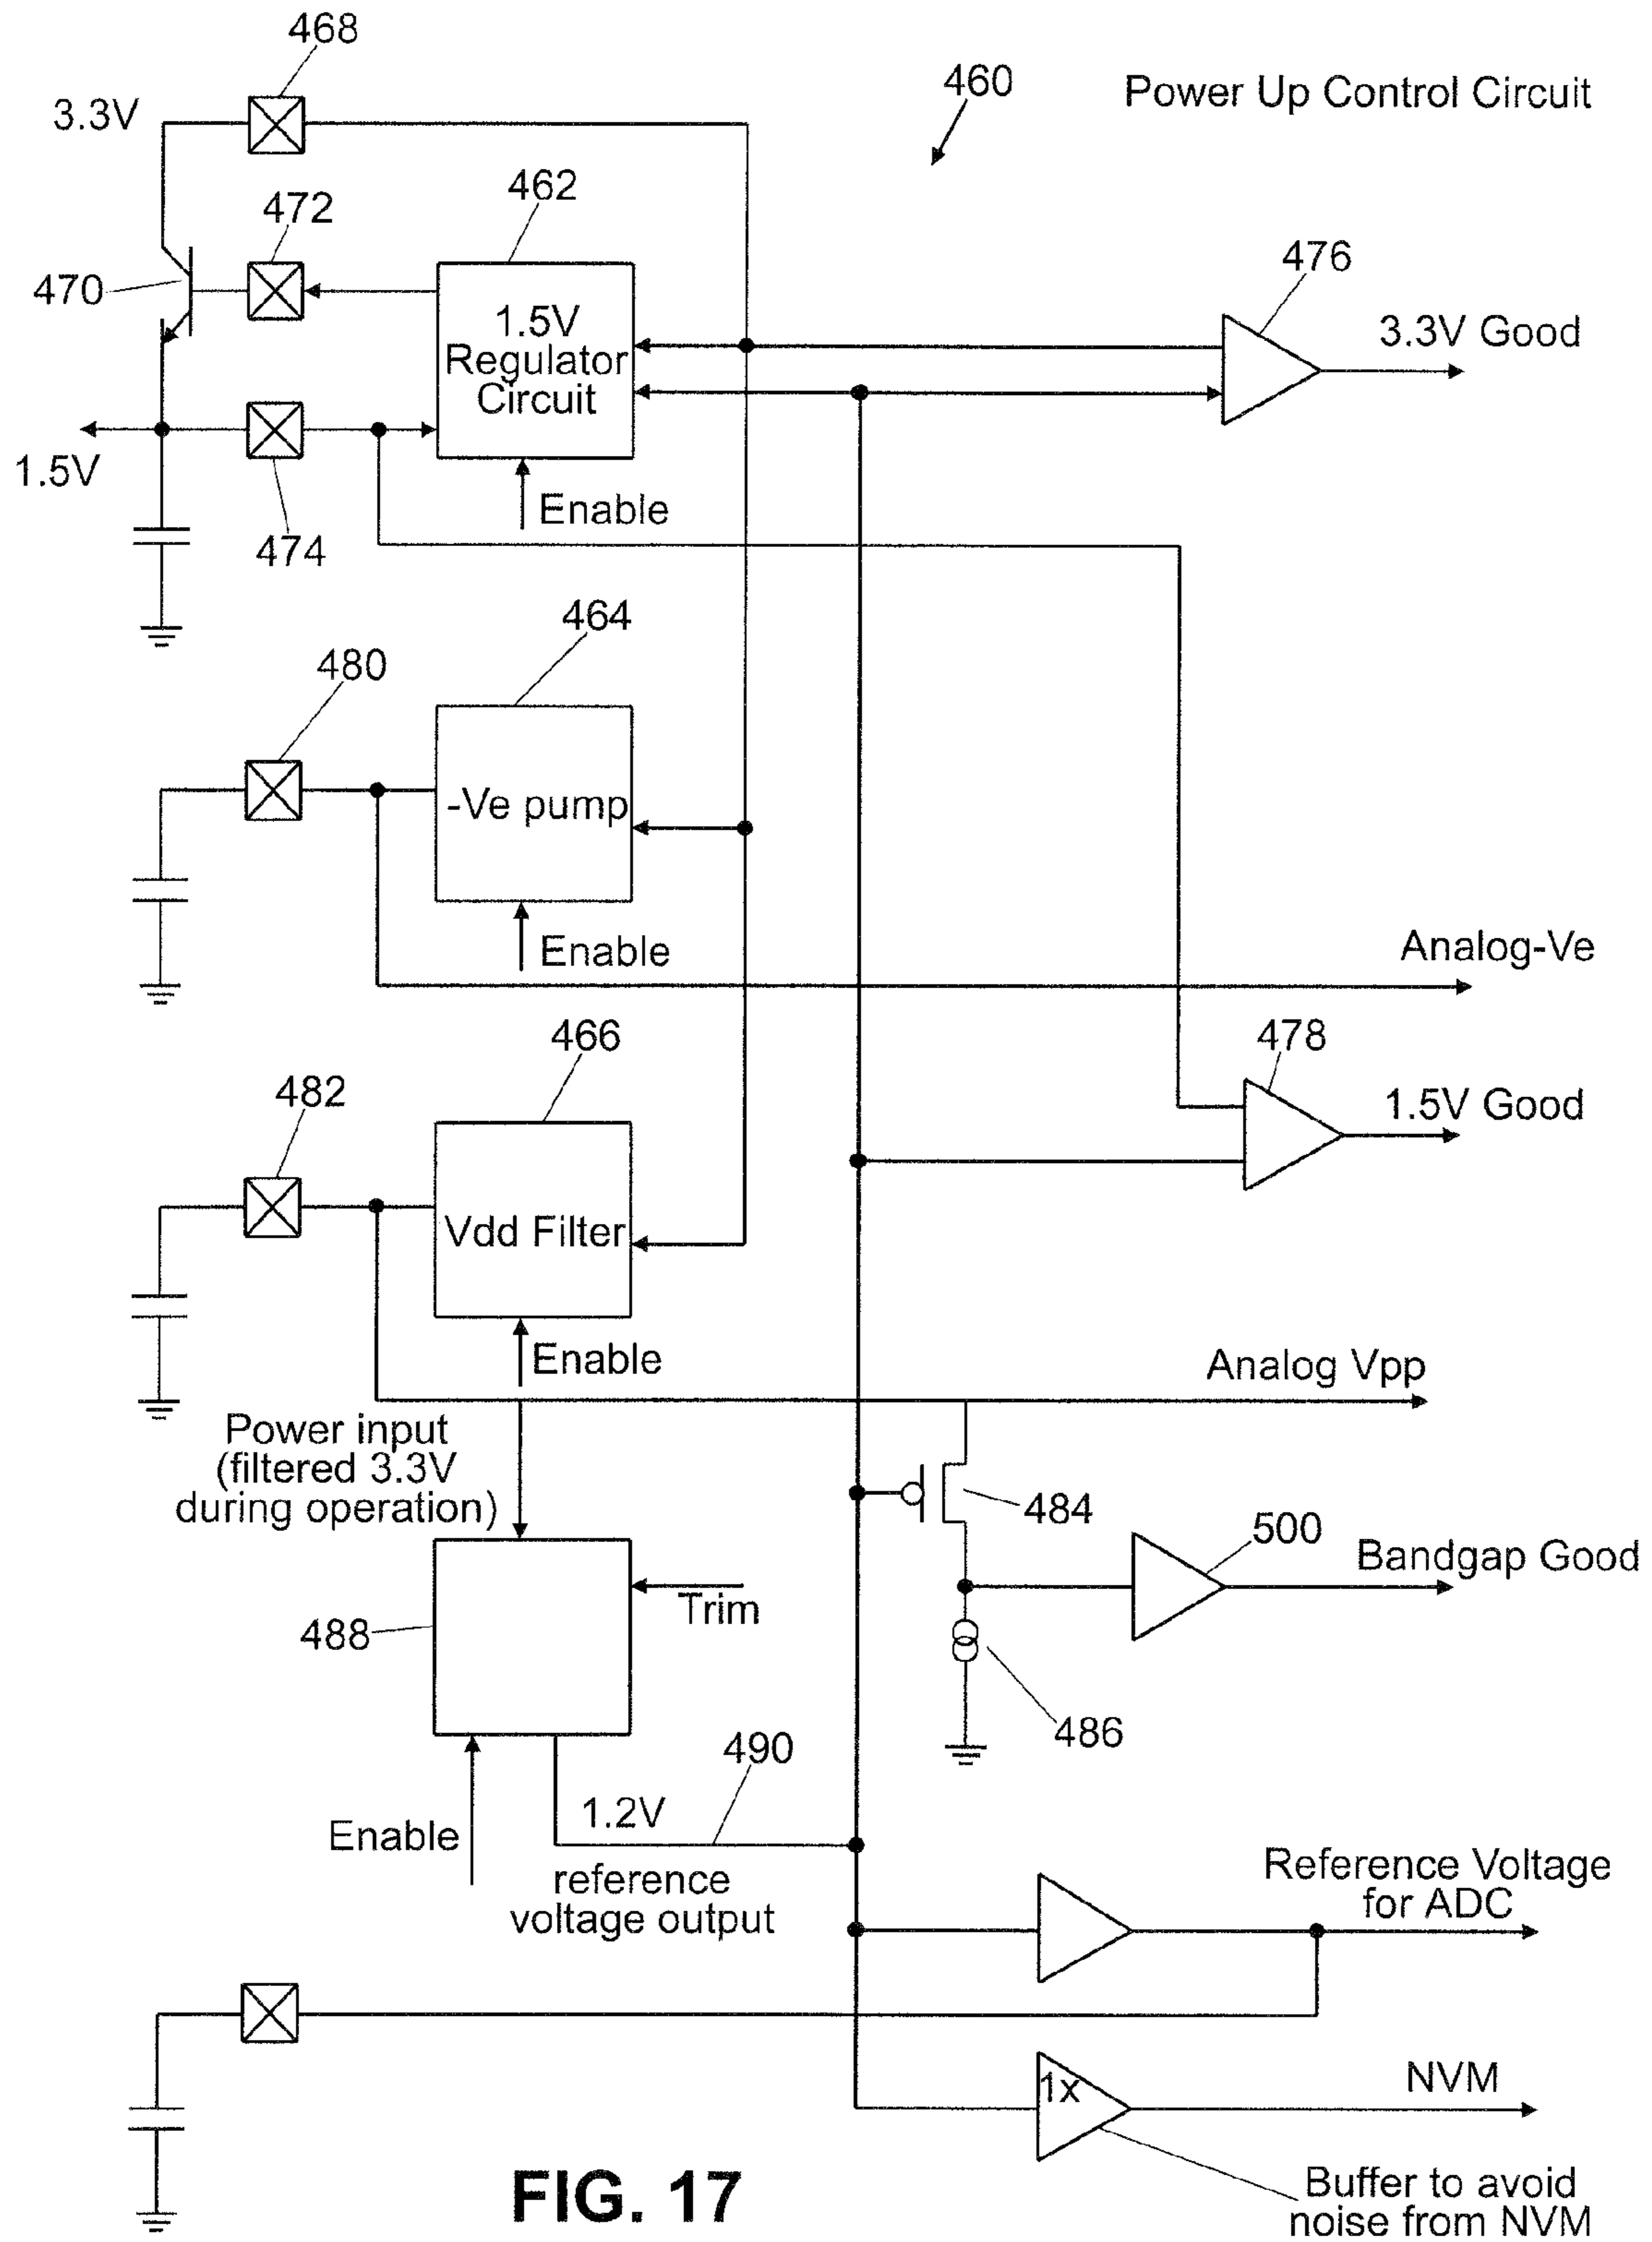 468
3.3V
460
Power Up Control Circuit
472
462
476
470
1.5V
Regulator
Circuit
3.3V Good
1.5V
474
Enable
464
480
-Ve pump
Enable
Analog-Ve
466
478
482
1.5V Good
Vdd Filter
Enable
Analog Vpp
Power input
(filtered 3.3V
during operation)
484
500
Bandgap Good
Trim
488
486
490
1.2V
Enable
reference
voltage output
Reference Voltage
for ADC
1x
NVM
Buffer to avoid
noise from NVM
FIG. 17